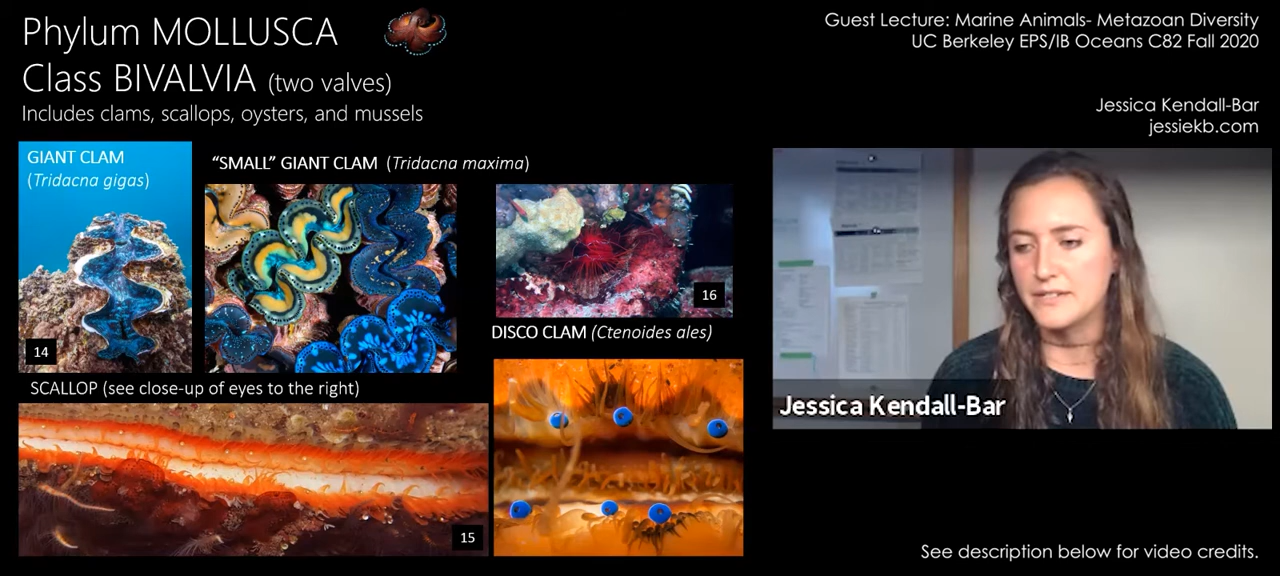 Phylum MOLLUSCA
Class BIVALVIA (two valves)
Includes clams, scallops, oysters, and mussels
Guest Lecture: Marine Animals- Metazoan Diversity
UC Berkeley EPS/IB Oceans C82 Fall 2020
Jessica Kendall-Bar
jessiekb.com
GIANT CLAM
(Tridacna gigas)
14
“SMALL” GIANT CLAM (Tridacna maxima)
16
DISCO CLAM (Ctenoides ales)
SCALLOP (see close-up of eyes to the right)
15
Jessica Kendall-Bar
See description below for video credits.